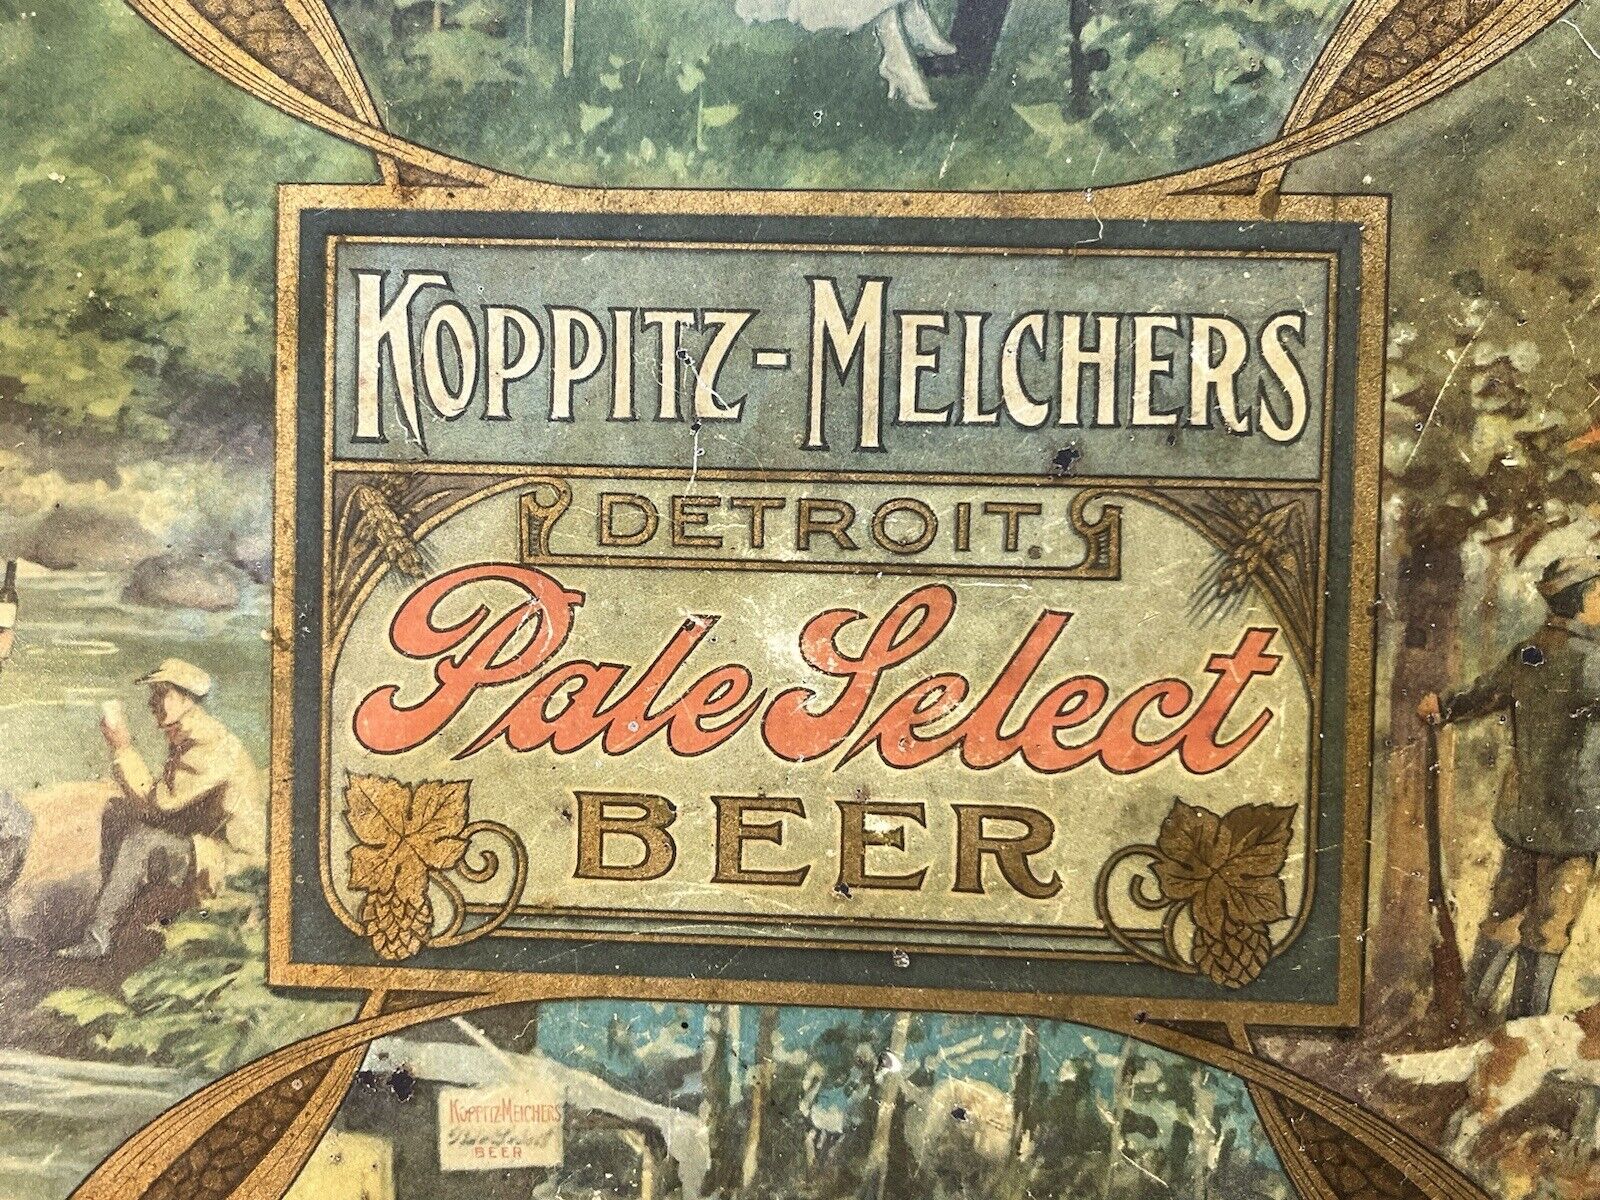 KOPPITZ-MELCHERS
DETROIT.
Pale Select
BEER
KOPPITZ MELCHERS
Pale Select
BEER